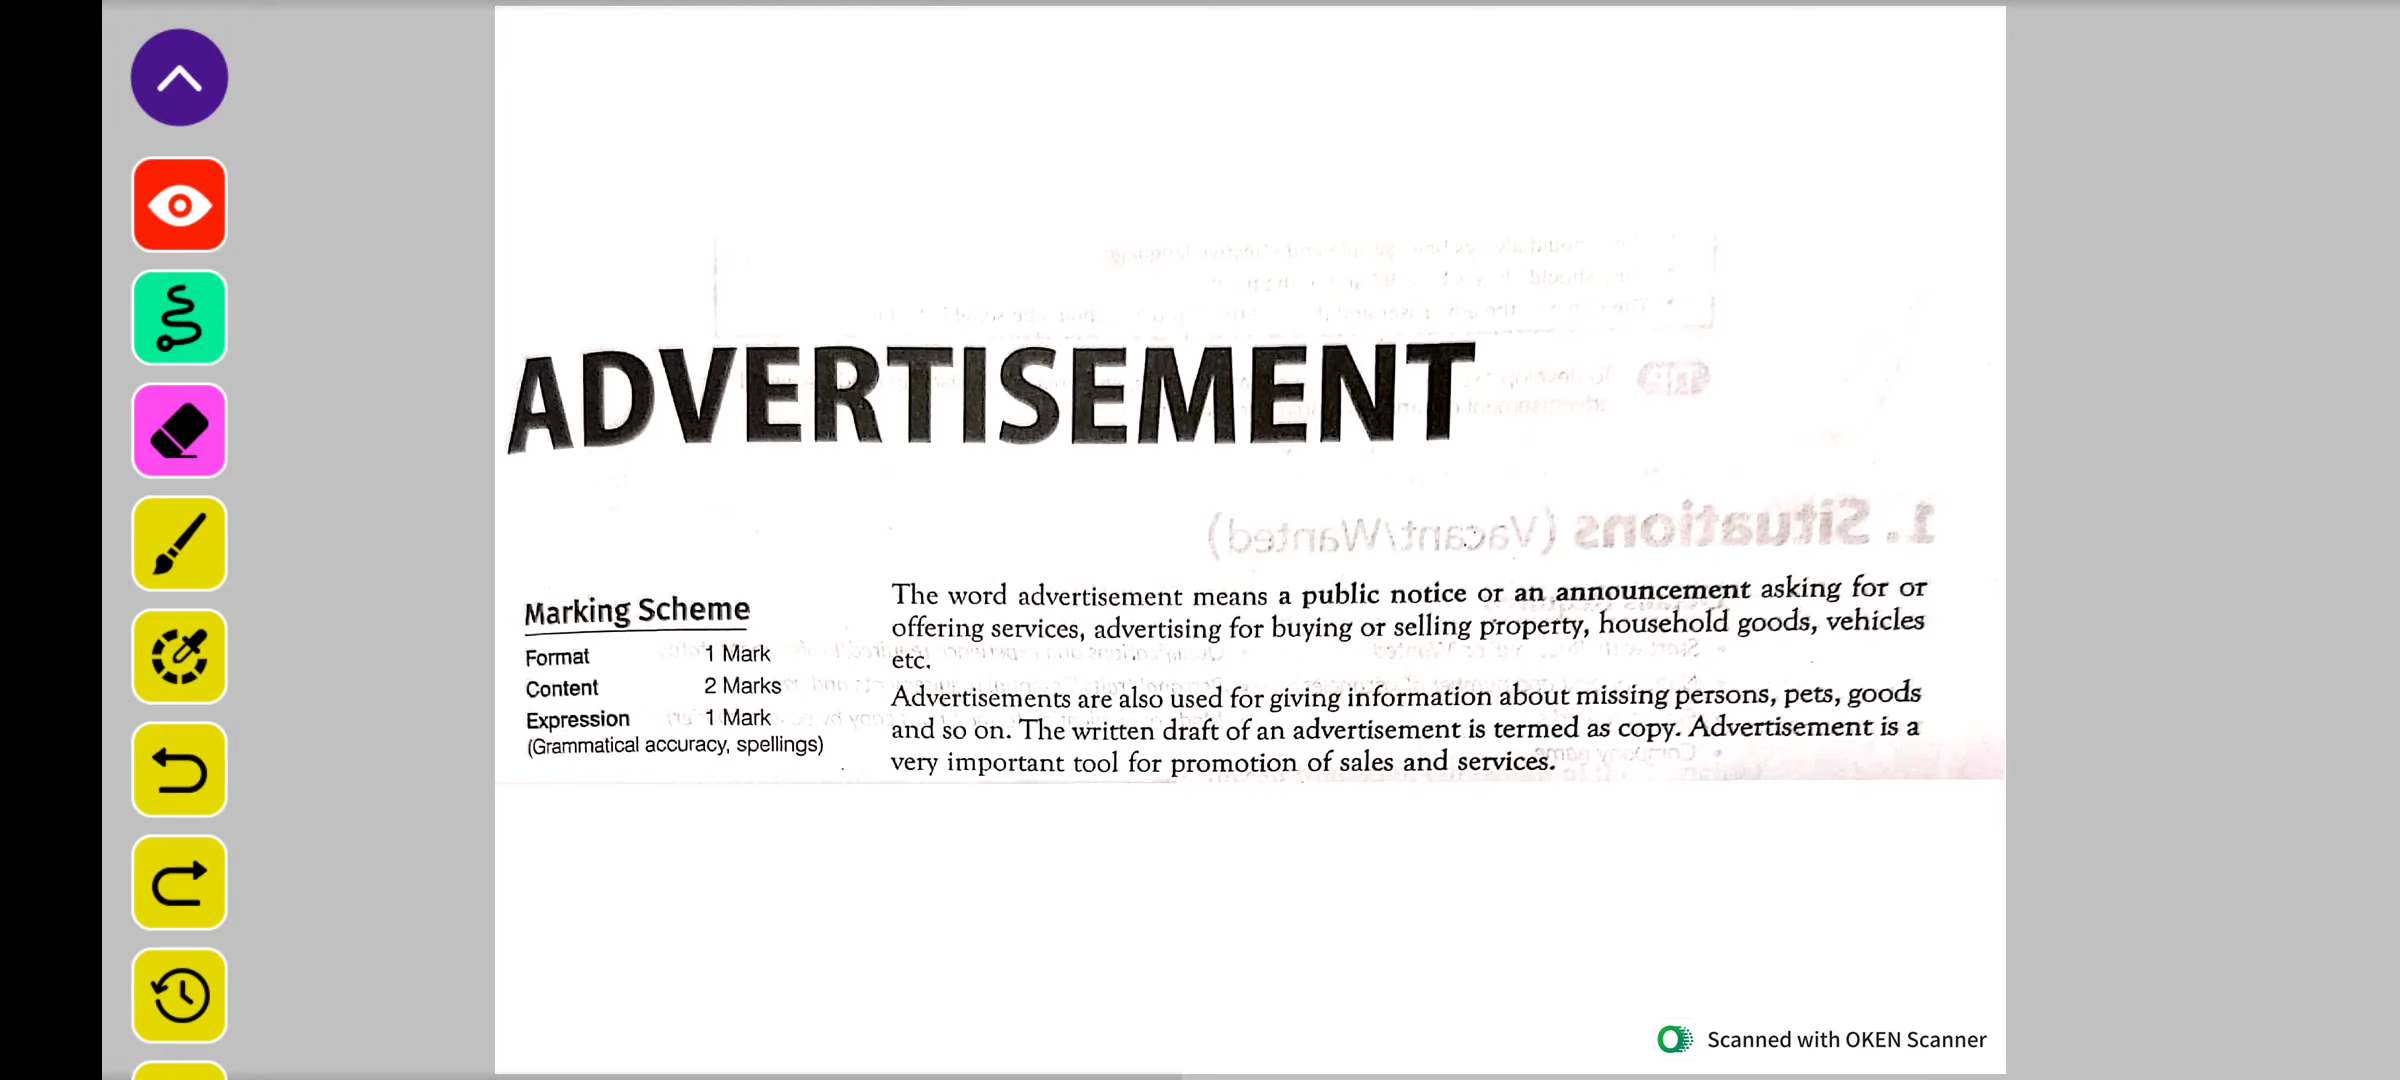 ADVERTISEMENT
1. Situations (Vacant/Wanted)
Marking Scheme
Format 1 Mark
Content 2 Marks
Expression 1 Mark
(Grammatical accuracy, spellings)
The word advertisement means a public notice or an announcement asking for or
offering services, advertising for buying or selling property, household goods, vehicles
etc.
Advertisements are also used for giving information about missing persons, pets, goods
and so on. The written draft of an advertisement is termed as copy. Advertisement is a
very important tool for promotion of sales and services.
Scanned with OKEN Scanner